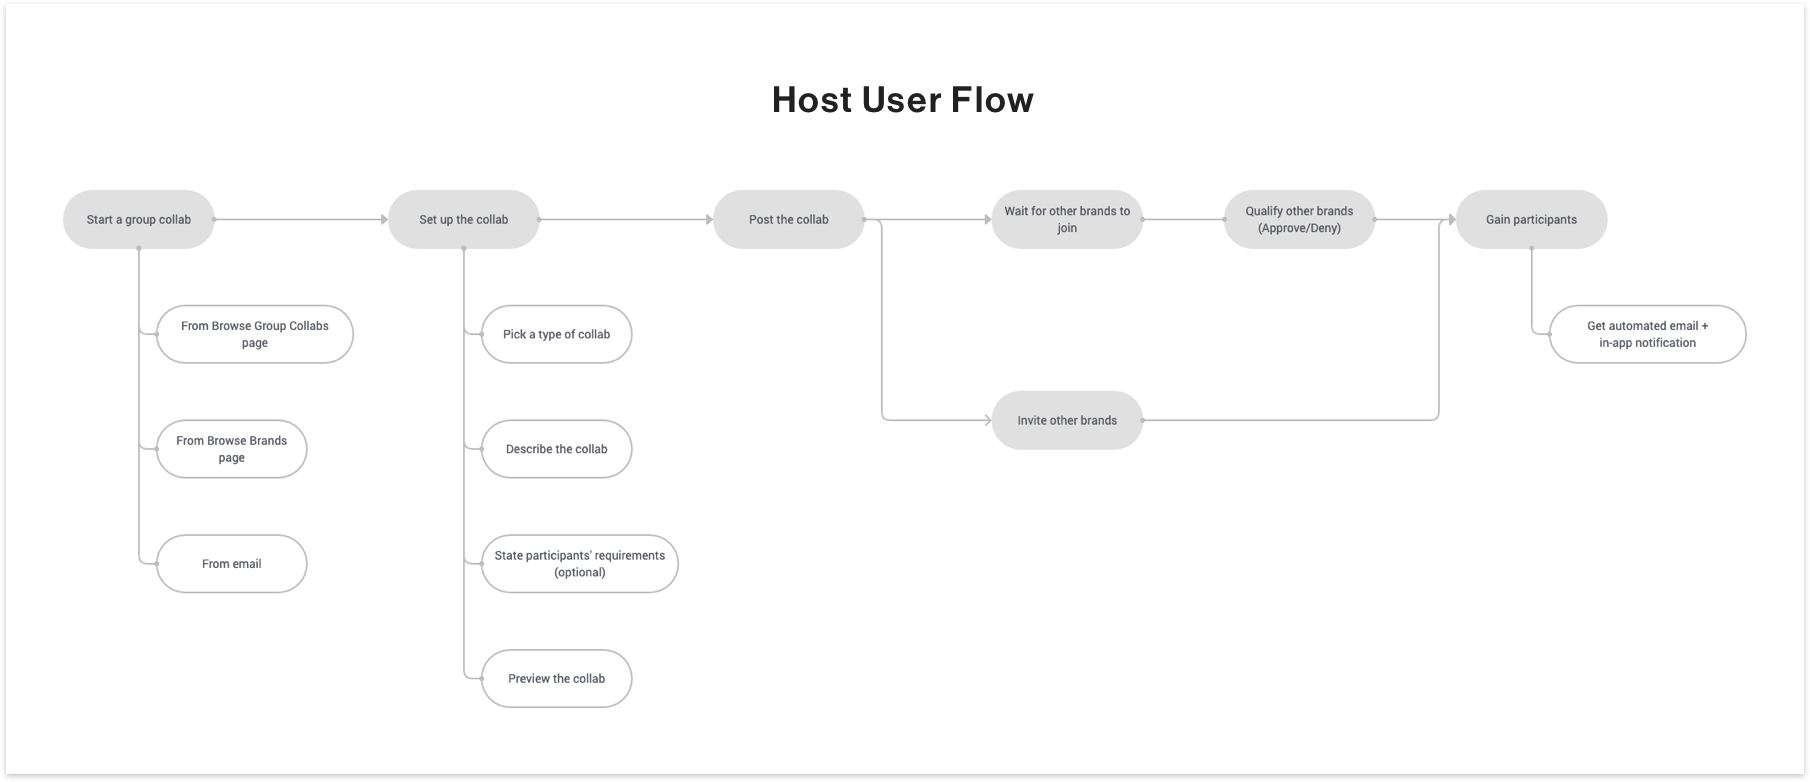 Host User Flow
Start a group collab
Set up the collab
Post the collab
Wait for other brands to
join
Qualify other brands
(Approve/Deny)
Gain participants
From Browse Group Collabs
page
Pick a type of collab
Get automated email +
in-app notification
Invite other brands
From Browse Brands
page
Describe the collab
From email
State participants' requirements
(optional)
Preview the collab